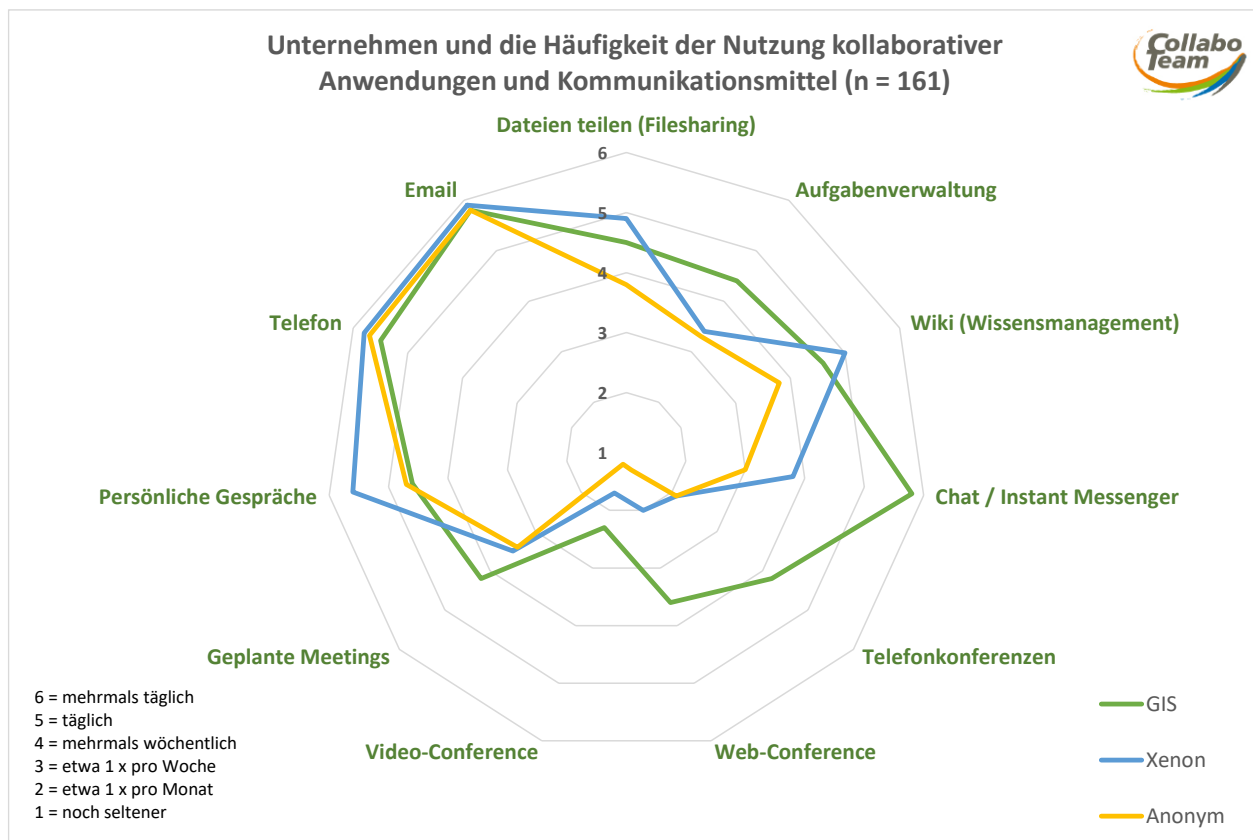 Unternehmen und die Häufigkeit der Nutzung kollaborativer
Anwendungen und Kommunikationsmittel (n = 161)
Collabo
Team
Dateien teilen (Filesharing)
6
Email
Aufgabenverwaltung
5
4
Telefon
Wiki (Wissensmanagement)
3
2
1
Persönliche Gespräche
Chat / Instant Messenger
Geplante Meetings
Telefonkonferenzen
Video-Conference
Web-Conference
6 = mehrmals täglich
5 = täglich
4 = mehrmals wöchentlich
3 = etwa 1 x pro Woche
2 = etwa 1 x pro Monat
1 = noch seltener
GIS
Xenon
Anonym